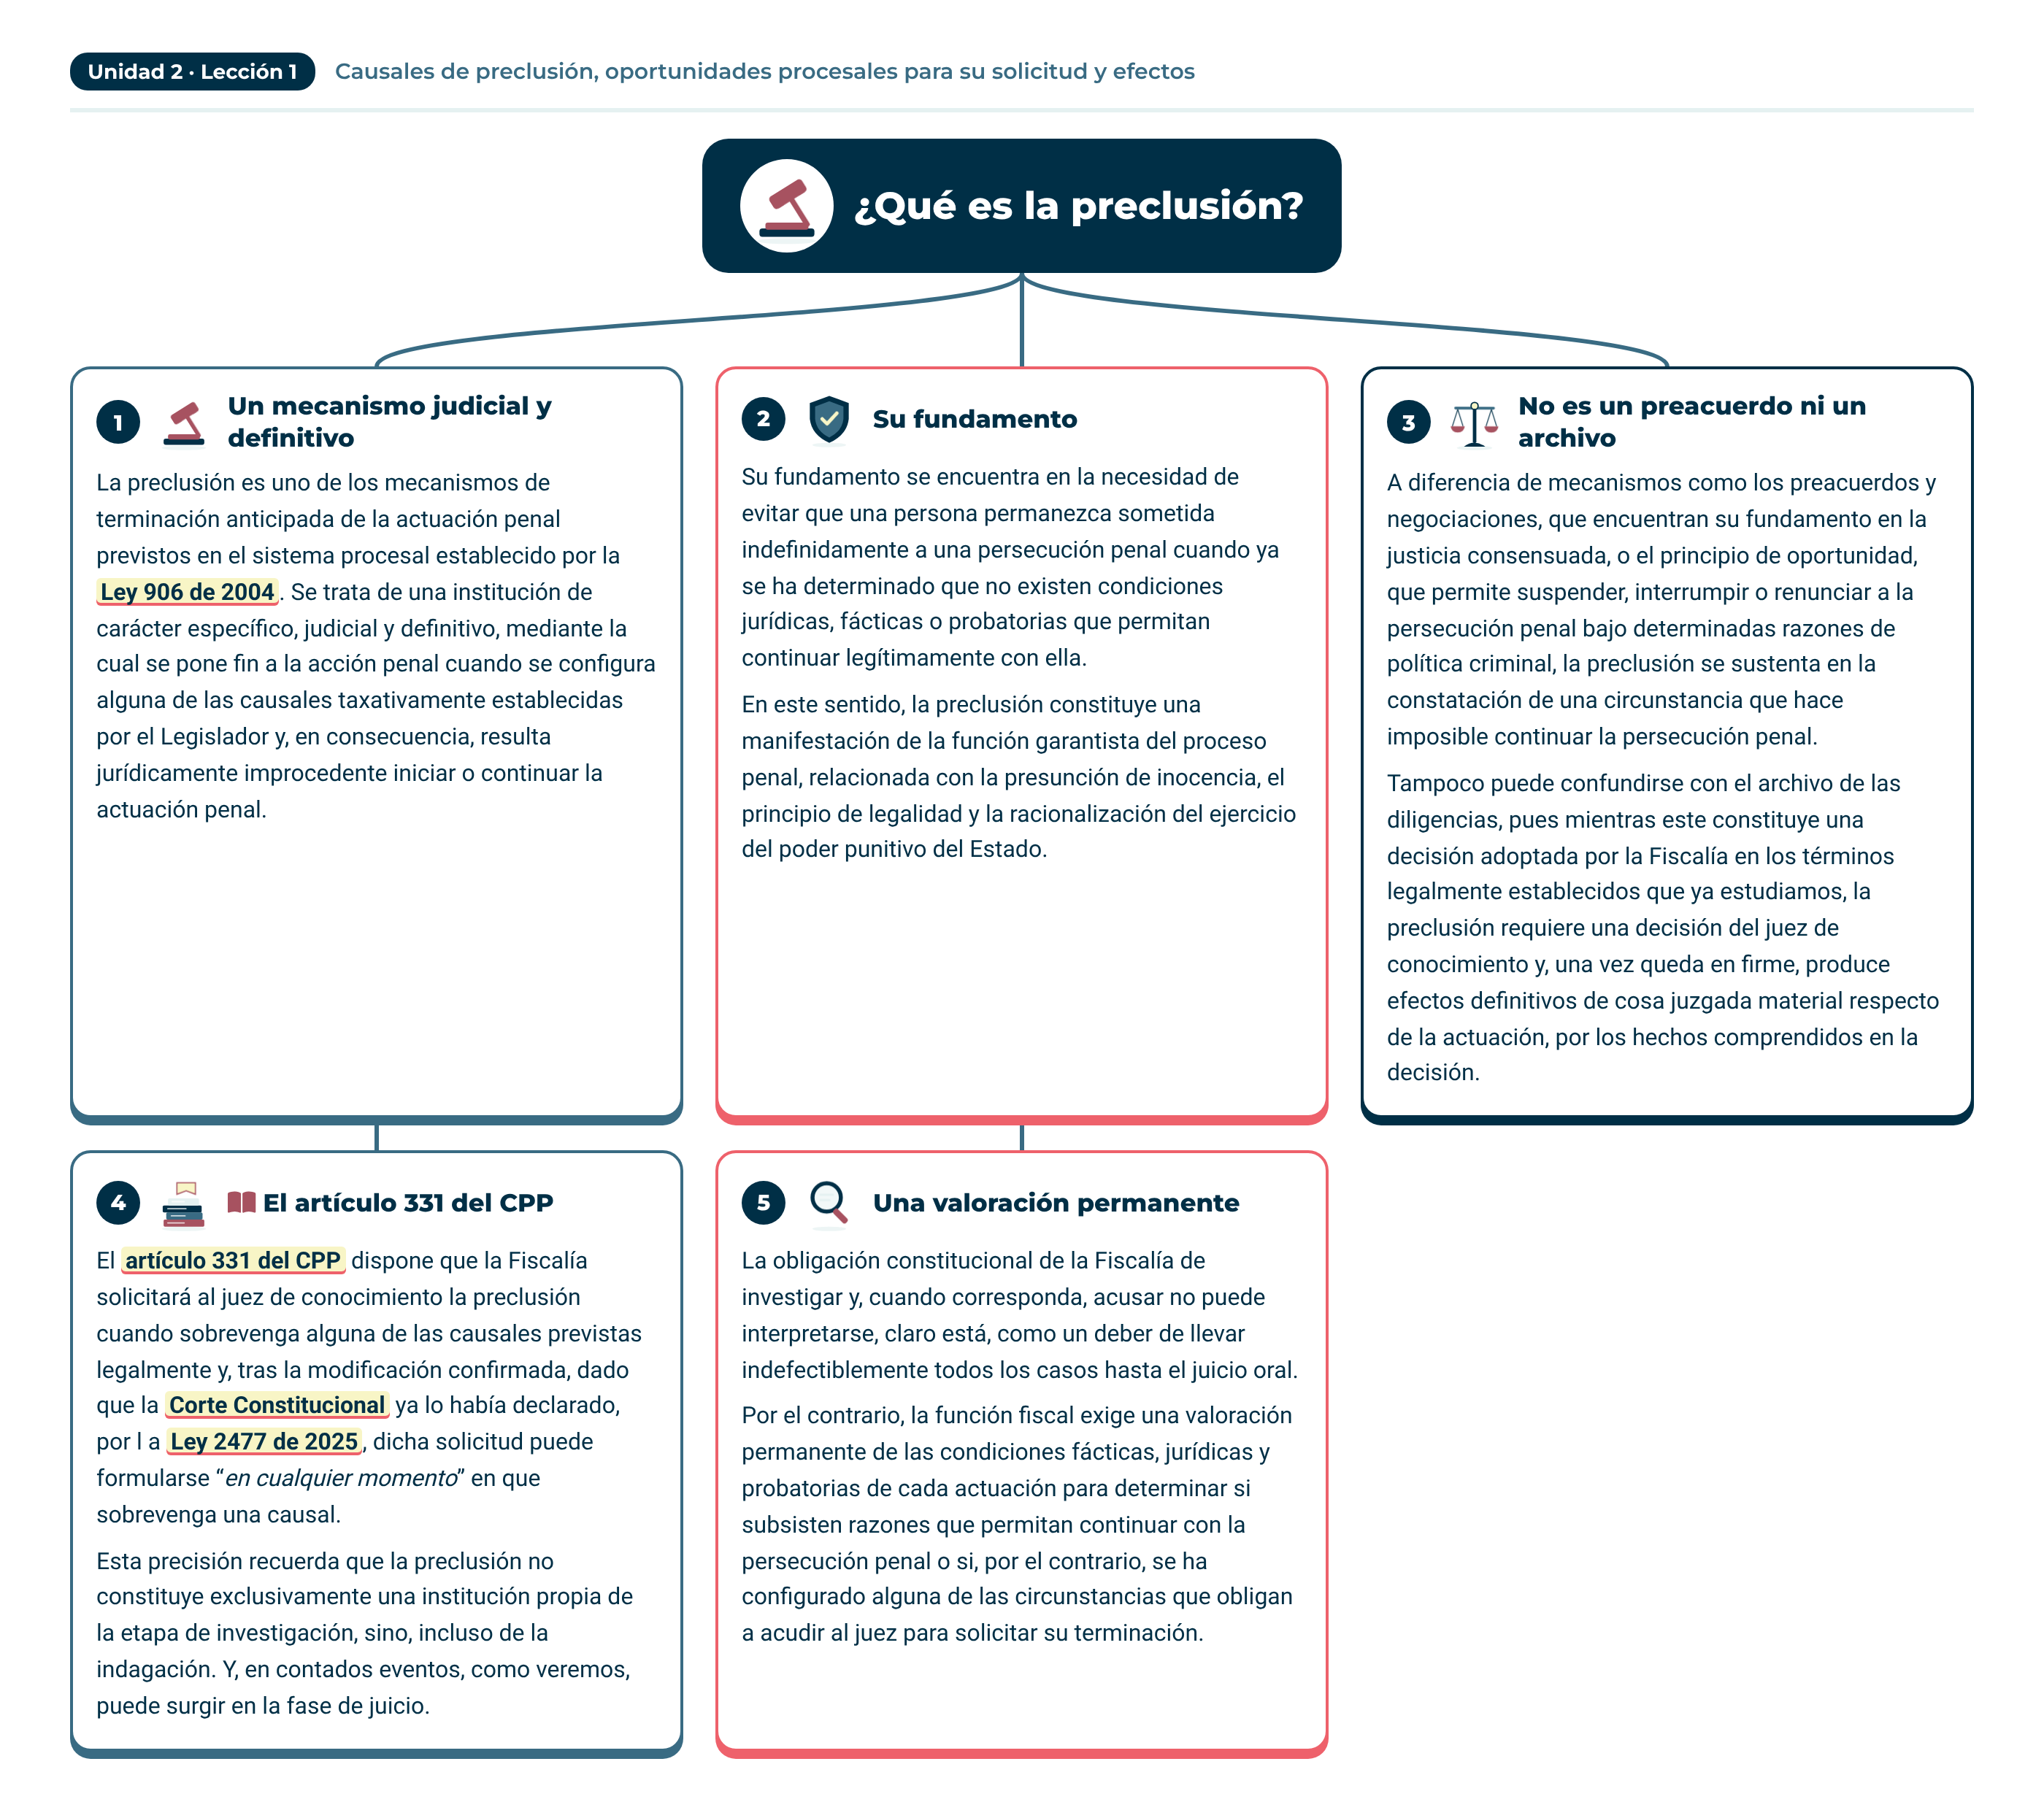 Unidad 2 · Lección 1
Causales de preclusión, oportunidades procesales para su solicitud y efectos
¿Qué es la preclusión?
1
Un mecanismo judicial y
definitivo
La preclusión es uno de los mecanismos de
terminación anticipada de la actuación penal
previstos en el sistema procesal establecido por la
Ley 906 de 2004. Se trata de una institución de
carácter específico, judicial y definitivo, mediante la
cual se pone fin a la acción penal cuando se configura
alguna de las causales taxativamente establecidas
por el Legislador y, en consecuencia, resulta
jurídicamente improcedente iniciar o continuar la
actuación penal.
2
Su fundamento
Su fundamento se encuentra en la necesidad de
evitar que una persona permanezca sometida
indefinidamente a una persecución penal cuando ya
se ha determinado que no existen condiciones
jurídicas, fácticas o probatorias que permitan
continuar legítimamente con ella.
En este sentido, la preclusión constituye una
manifestación de la función garantista del proceso
penal, relacionada con la presunción de inocencia, el
principio de legalidad y la racionalización del ejercicio
del poder punitivo del Estado.
3
No es un preacuerdo ni un
archivo
A diferencia de mecanismos como los preacuerdos y
negociaciones, que encuentran su fundamento en la
justicia consensuada, o el principio de oportunidad,
que permite suspender, interrumpir o renunciar a la
persecución penal bajo determinadas razones de
política criminal, la preclusión se sustenta en la
constatación de una circunstancia que hace
imposible continuar la persecución penal.
Tampoco puede confundirse con el archivo de las
diligencias, pues mientras este constituye una
decisión adoptada por la Fiscalía en los términos
legalmente establecidos que ya estudiamos, la
preclusión requiere una decisión del juez de
conocimiento y, una vez queda en firme, produce
efectos definitivos de cosa juzgada material respecto
de la actuación, por los hechos comprendidos en la
decisión.
4
El artículo 331 del CPP
El artículo 331 del CPP dispone que la Fiscalía
solicitará al juez de conocimiento la preclusión
cuando sobrevenga alguna de las causales previstas
legalmente y, tras la modificación confirmada, dado
que la Corte Constitucional ya lo había declarado,
por l a Ley 2477 de 2025, dicha solicitud puede
formularse “en cualquier momento” en que
sobrevenga una causal.
Esta precisión recuerda que la preclusión no
constituye exclusivamente una institución propia de
la etapa de investigación, sino, incluso de la
indagación. Y, en contados eventos, como veremos,
puede surgir en la fase de juicio.
5
Una valoración permanente
La obligación constitucional de la Fiscalía de
investigar y, cuando corresponda, acusar no puede
interpretarse, claro está, como un deber de llevar
indefectiblemente todos los casos hasta el juicio oral.
Por el contrario, la función fiscal exige una valoración
permanente de las condiciones fácticas, jurídicas y
probatorias de cada actuación para determinar si
subsisten razones que permitan continuar con la
persecución penal o si, por el contrario, se ha
configurado alguna de las circunstancias que obligan
a acudir al juez para solicitar su terminación.